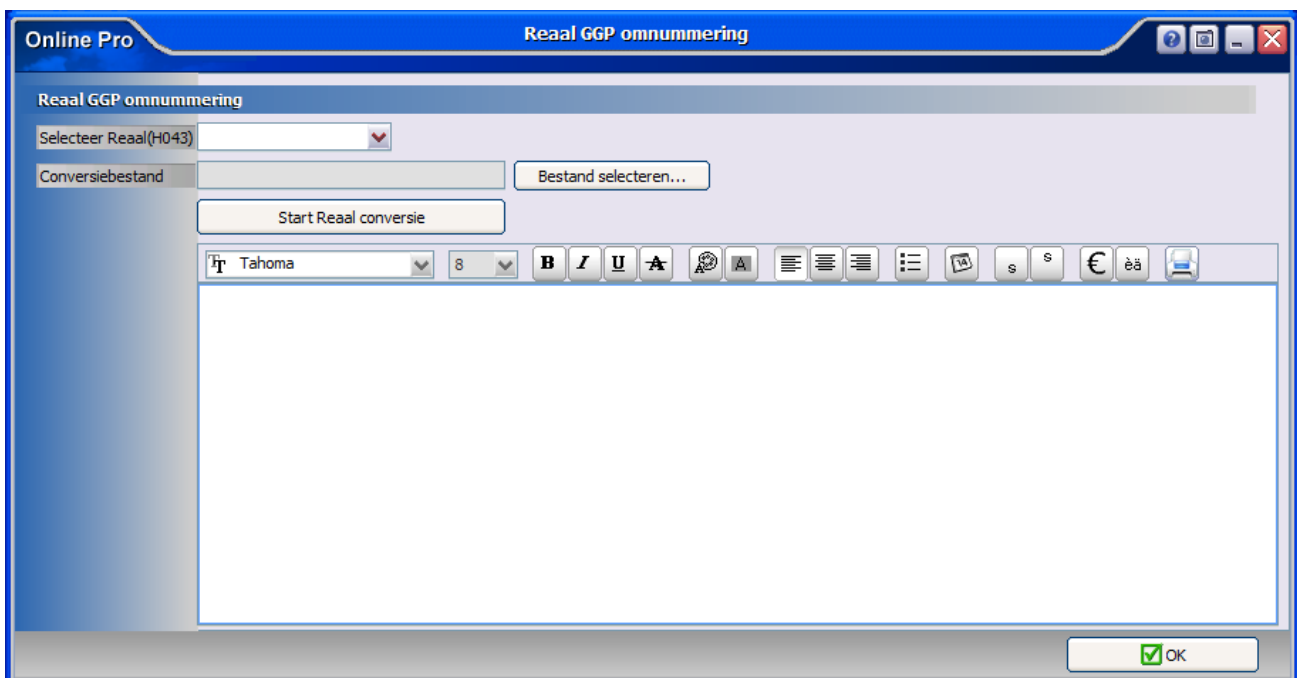 Online Pro
Reaal GGP omnummering
Reaal GGP omnummering
Selecteer Reaal(H043)
Conversiebestand
Bestand selecteren...
Start Reaal conversie
Tahoma 8 B I U A A A 14 s s € èä
OK